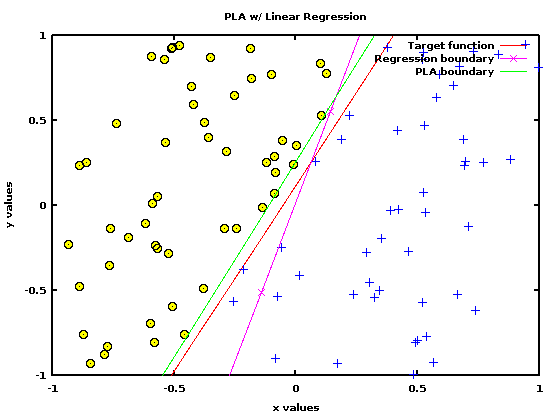 PLA w/ Linear Regression
Target function
Regression boundary
PLA boundary
1
0.5
0
-0.5
-1
-1
-0.5
0
0.5
1
y values
x values